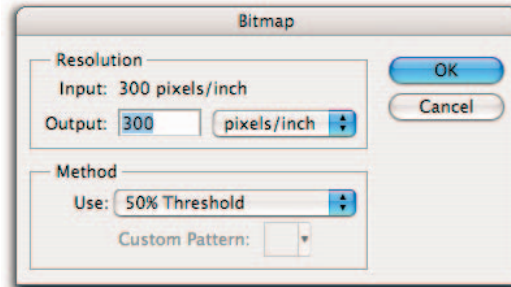 Bitmap
Resolution
Input: 300 pixels/inch
Output: 300 pixels/inch
OK
Cancel
Method
Use: 50% Threshold
Custom Pattern: